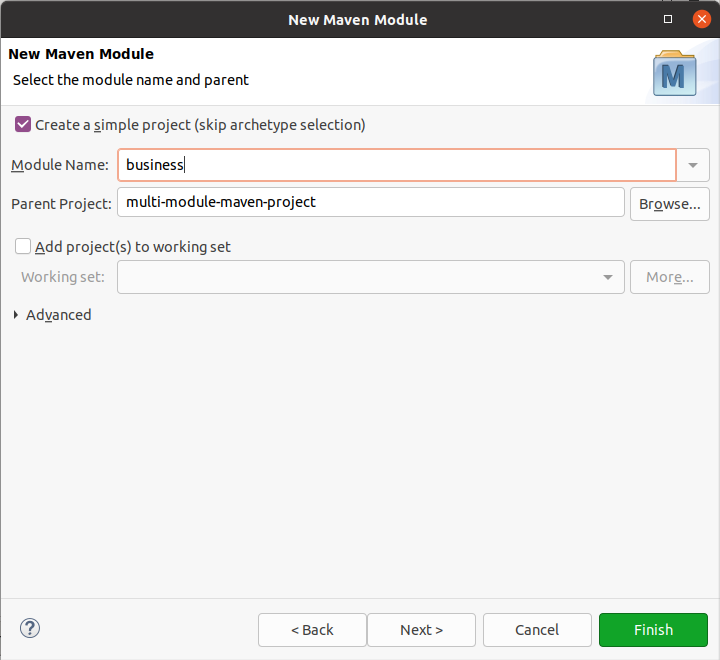 New Maven Module
New Maven Module
Select the module name and parent
M
Create a simple project (skip archetype selection)
Module Name: business
Parent Project: multi-module-maven-project Browse...
Add project(s) to working set
Working set: More...
Advanced
? < Back Next > Cancel Finish